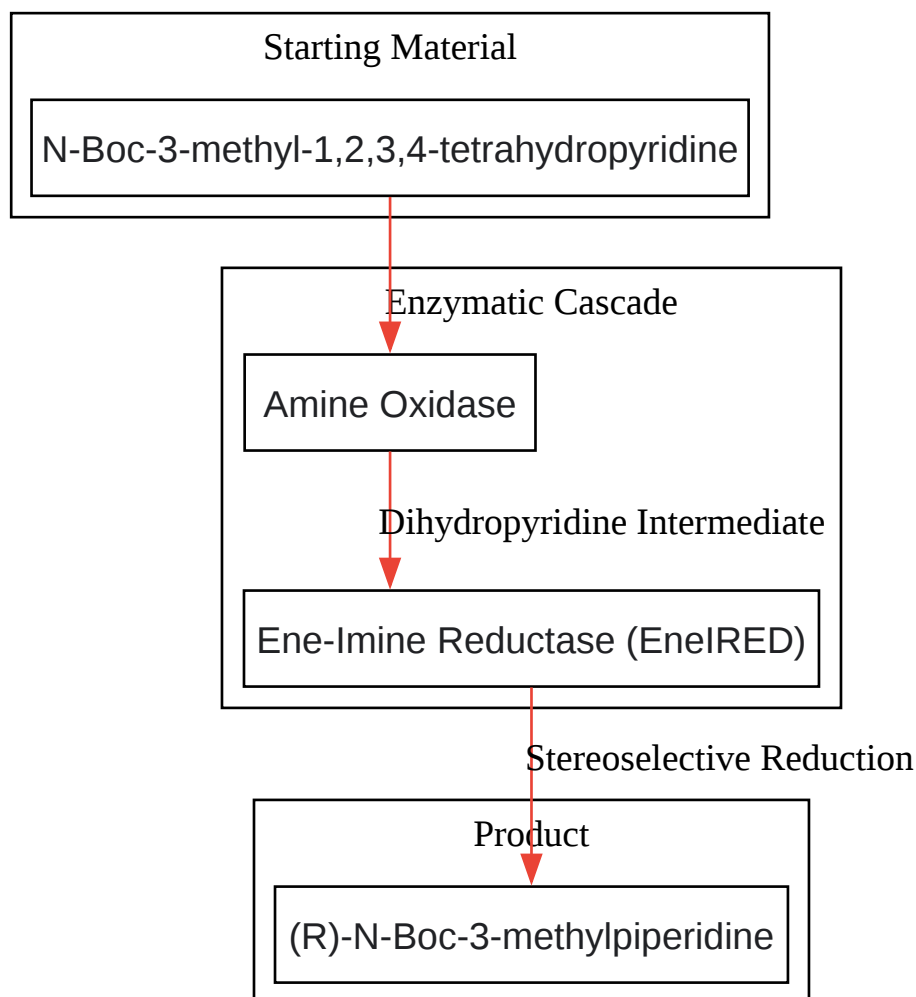 Starting Material
N-Boc-3-methyl-1,2,3,4-tetrahydropyridine
Enzymatic Cascade
Amine Oxidase
Dihydropyridine Intermediate
Ene-Imine Reductase (EneIRED)
Stereoselective Reduction
Product
(R)-N-Boc-3-methylpiperidine